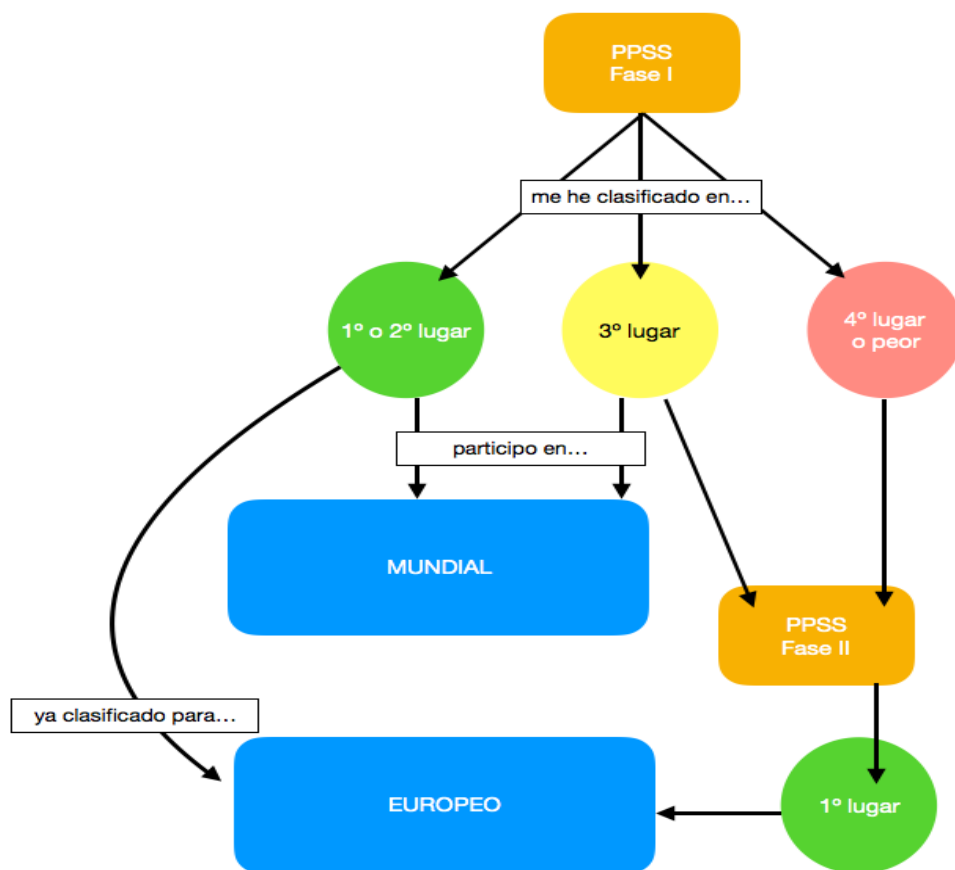 PPSS
Fase I
me he clasificado en…
1º o 2º lugar
3º lugar
4º lugar
o peor
participo en…
MUNDIAL
PPSS
Fase II
ya clasificado para…
EUROPEO
1º lugar